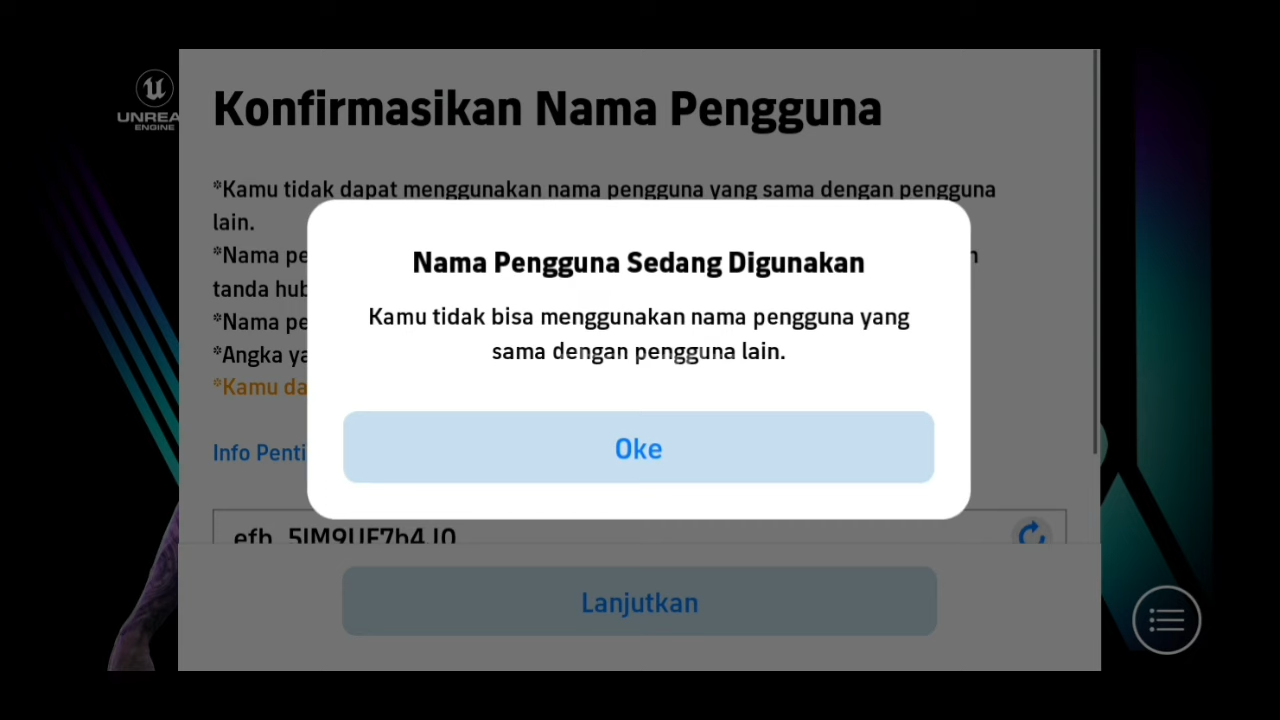 UNREA
ENGINE
Konfirmasikan Nama Pengguna
*Kamu tidak dapat menggunakan nama pengguna yang sama dengan pengguna
lain.
*Nama pe
tanda hub
*Nama pe
*Angka ya
*Kamu da
Info Penti
Nama Pengguna Sedang Digunakan
Kamu tidak bisa menggunakan nama pengguna yang
sama dengan pengguna lain.
Oke
Lanjutkan